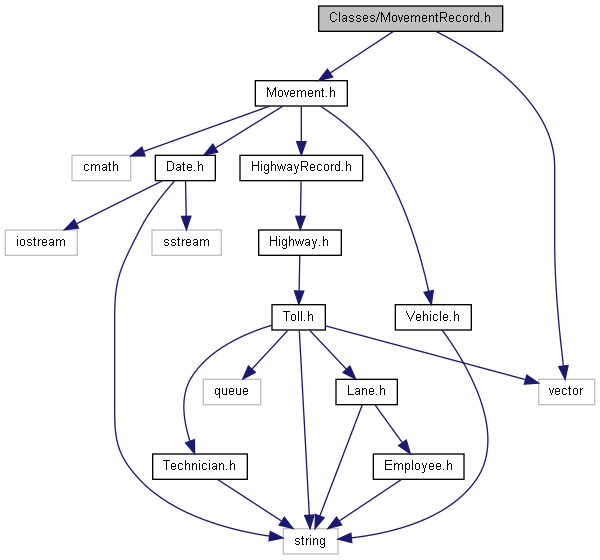 Classes/MovementRecord.h
Movement.h
cmath
Date.h
HighwayRecord.h
iostream
sstream
Highway.h
Toll.h
Vehicle.h
queue
Lane.h
vector
Technician.h
Employee.h
string